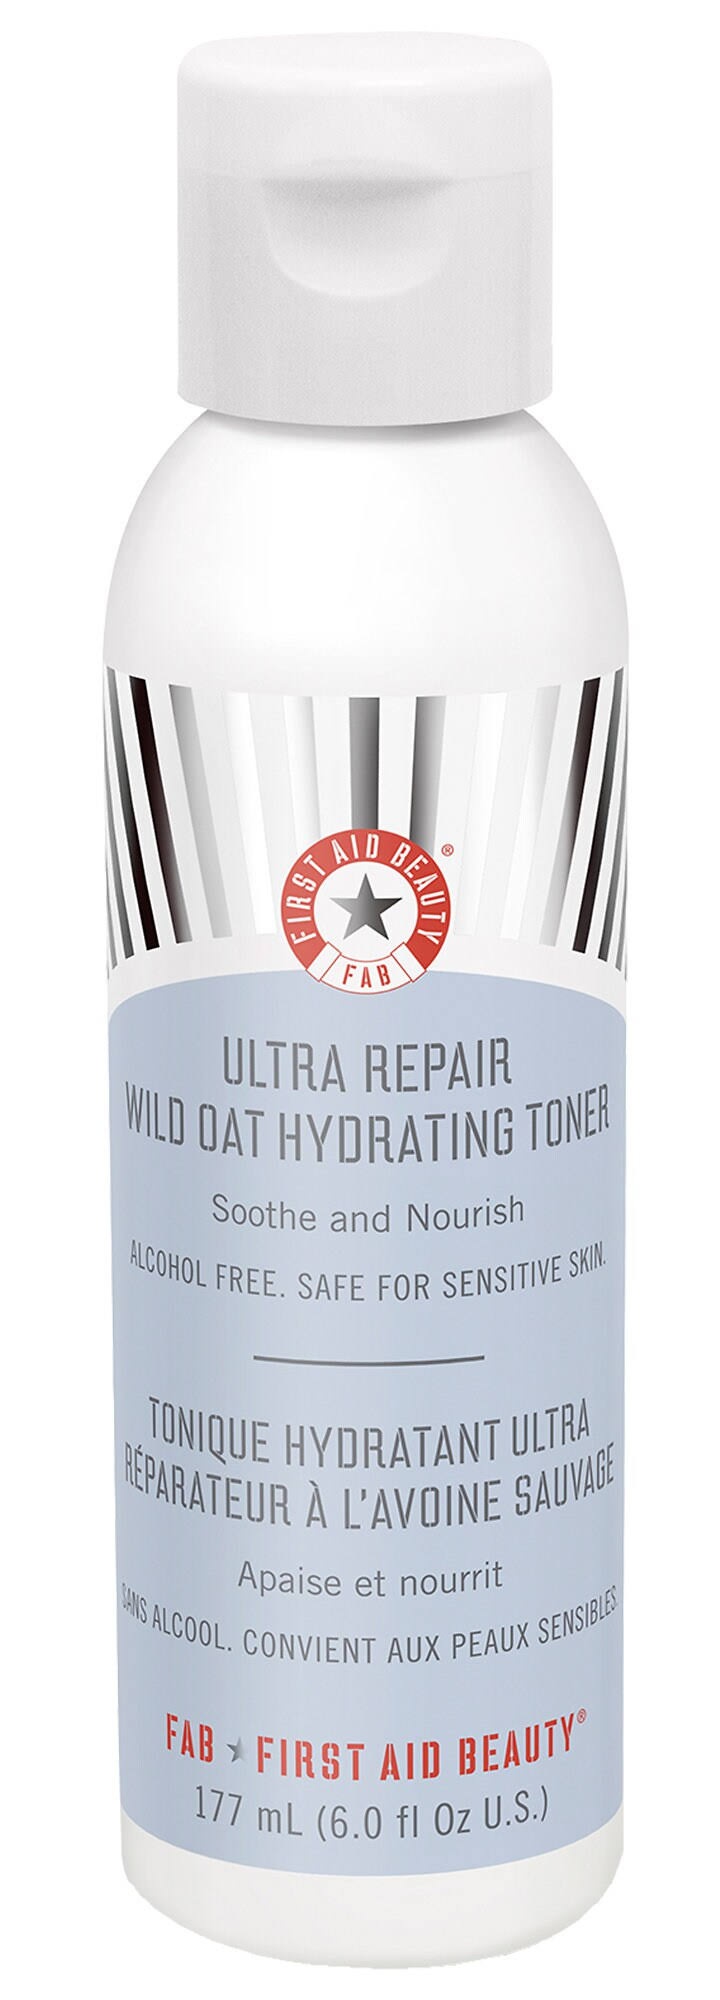 FIRST AID BEAUTY®
FAB
ULTRA REPAIR
WILD OAT HYDRATING TONER
Soothe and Nourish
ALCOHOL FREE. SAFE FOR SENSITIVE SKIN.
TONIQUE HYDRATANT ULTRA
RÉPARATEUR À L'AVOINE SAUVAGE
Apaise et nourrit
SANS ALCOOL. CONVIENT AUX PEAUX SENSIBLES.
FAB ★ FIRST AID BEAUTY®
177 mL (6.0 fl Oz U.S.)